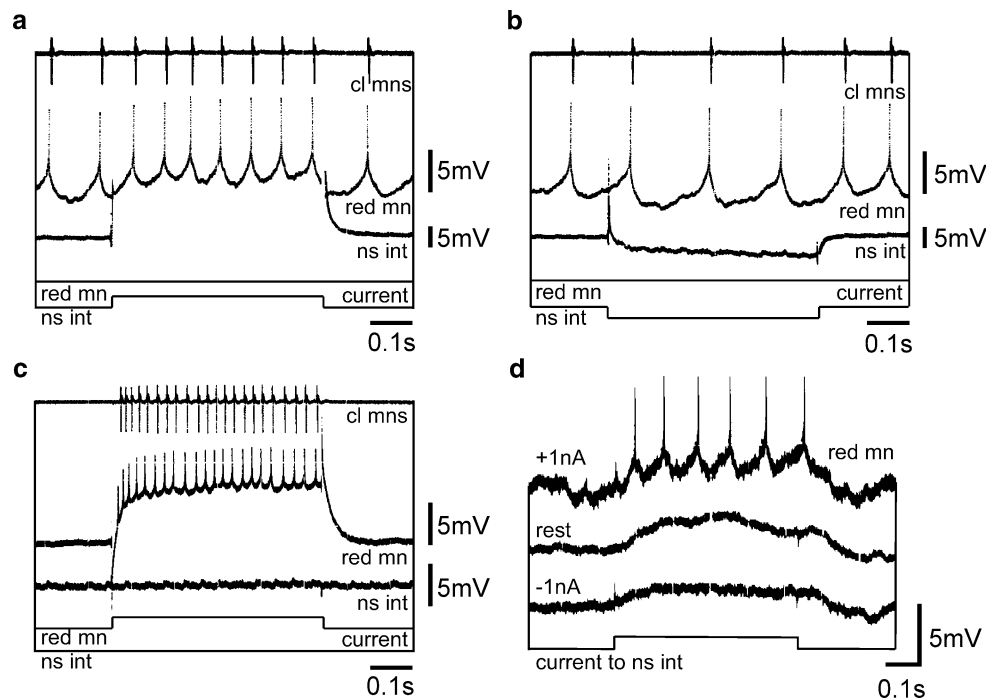 a
cl mns
5mV
red mn
5mV
ns int
red mn
current
ns int
0.1s
b
cl mns
5mV
red mn
5mV
ns int
red mn
current
ns int
0.1s
c
cl mns
5mV
red mn
5mV
ns int
red mn
current
ns int
0.1s
d
+1nA
red mn
rest
-1nA
5mV
current to ns int
0.1s